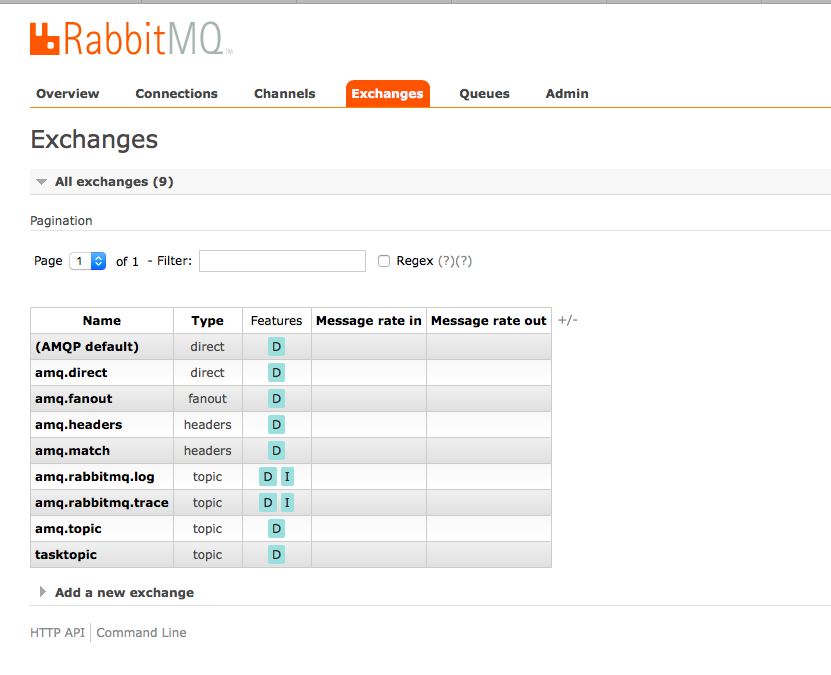 RabbitMQ™
Overview Connections Channels Exchanges Queues Admin
Exchanges
All exchanges (9)
Pagination
Page 1 of 1 - Filter: Regex (?)(?)
Name Type Features Message rate in Message rate out +/-
(AMQP default) direct D
amq.direct direct D
amq.fanout fanout D
amq.headers headers D
amq.match headers D
amq.rabbitmq.log topic D I
amq.rabbitmq.trace topic D I
amq.topic topic D
tasktopic topic D
Add a new exchange
HTTP API Command Line